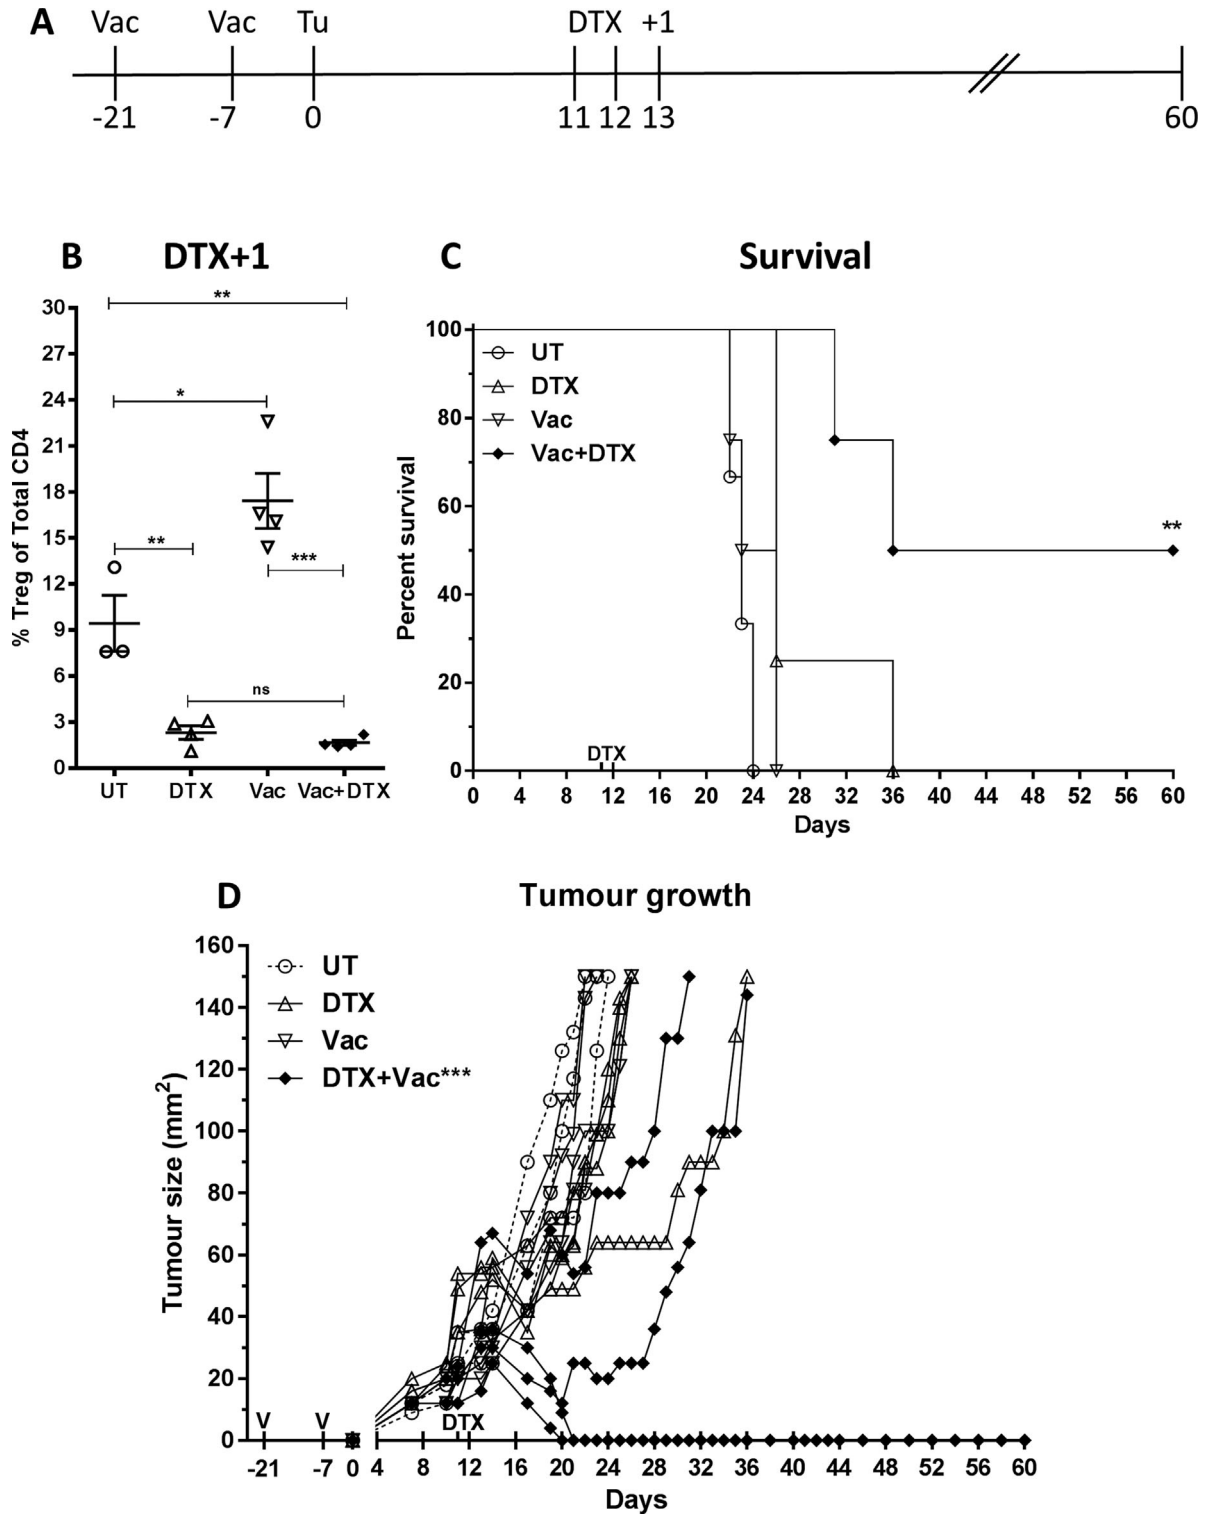 A Vac Vac Tu DTX +1
-21 -7 0 11 12 13 60
B DTX+1
**
30
27
*
24
21
18
% Treg of Total CD4
15
**
***
12
9
6
ns
3
0
UT DTX Vac Vac+DTX
C Survival
100
UT
DTX
80
Vac
Vac+DTX
60
**
Percent survival
40
20
DTX
0
0 4 8 12 16 20 24 28 32 36 40 44 48 52 56 60
Days
D Tumour growth
160
UT
140
DTX
Vac
120
DTX+Vac***
100
Tumour size (mm2)
80
60
40
20
V V DTX
0
-21 -7 0 4 8 12 16 20 24 28 32 36 40 44 48 52 56 60
Days